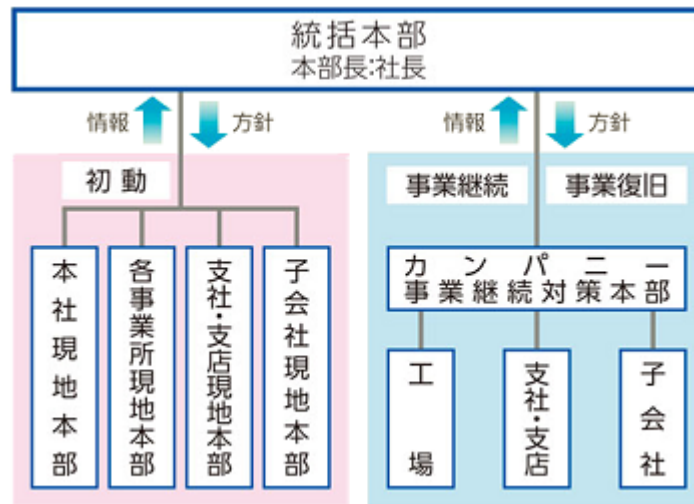 統括本部
本部長:社長
情報
方針
情報
方針
初動
事業継続
事業復旧
本社現地本部
各事業所現地本部
支社・支店現地本部
子会社現地本部
カンパニー
事業継続対策本部
工場
支社・支店
子会社